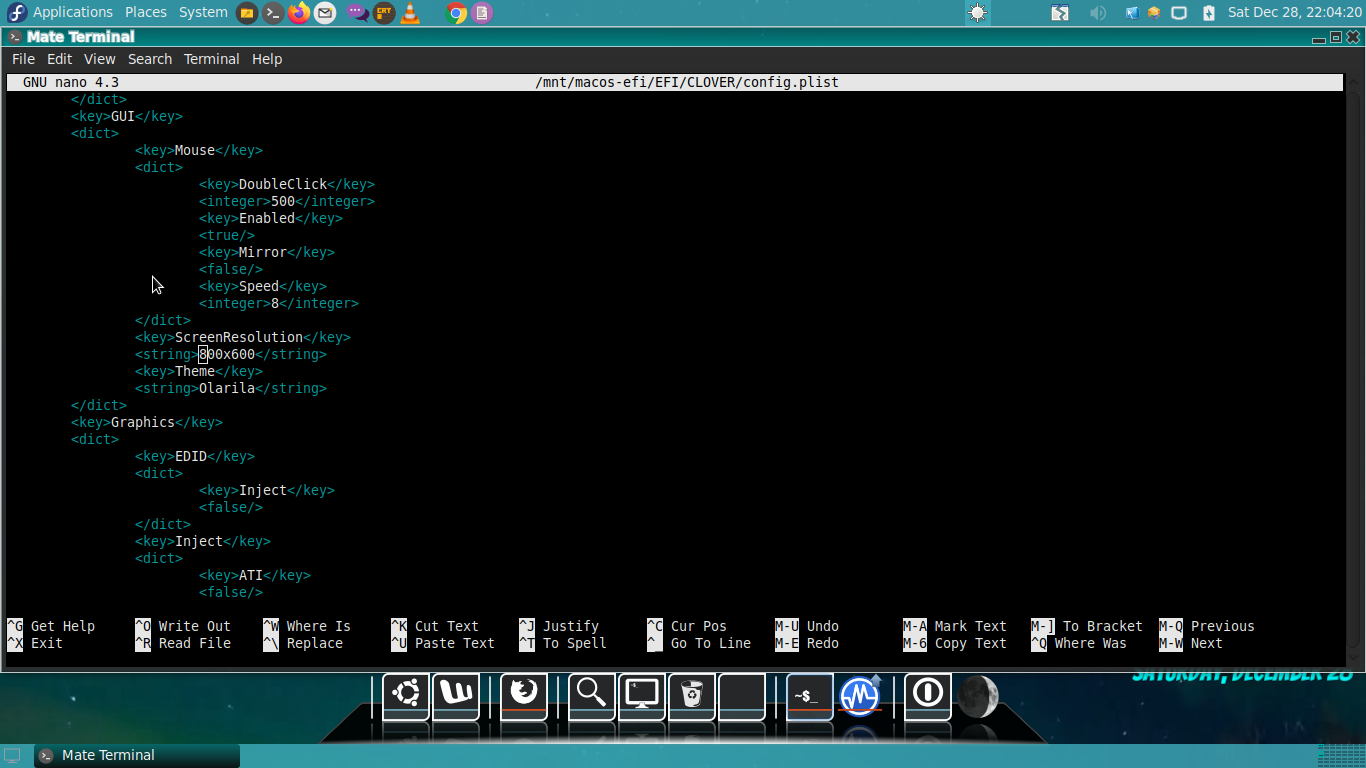 Applications Places System CRT Sat Dec 28, 22:04:20
Mate Terminal
File Edit View Search Terminal Help
GNU nano 4.3 /mnt/macos-efi/EFI/CLOVER/config.plist
</dict>
<key>GUI</key>
<dict>
<key>Mouse</key>
<dict>
<key>DoubleClick</key>
<integer>500</integer>
<key>Enabled</key>
<true/>
<key>Mirror</key>
<false/>
<key>Speed</key>
<integer>8</integer>
</dict>
<key>ScreenResolution</key>
<string>800x600</string>
<key>Theme</key>
<string>Olarila</string>
</dict>
<key>Graphics</key>
<dict>
<key>EDID</key>
<dict>
<key>Inject</key>
<false/>
</dict>
<key>Inject</key>
<dict>
<key>ATI</key>
<false/>
^G Get Help ^O Write Out ^W Where Is ^K Cut Text ^J Justify ^C Cur Pos M-U Undo M-A Mark Text M-] To Bracket M-Q Previous
^X Exit ^R Read File ^\ Replace ^U Paste Text ^T To Spell ^_ Go To Line M-E Redo M-6 Copy Text ^Q Where Was M-W Next
SATURDAY, DECEMBER 28
~$_
Mate Terminal